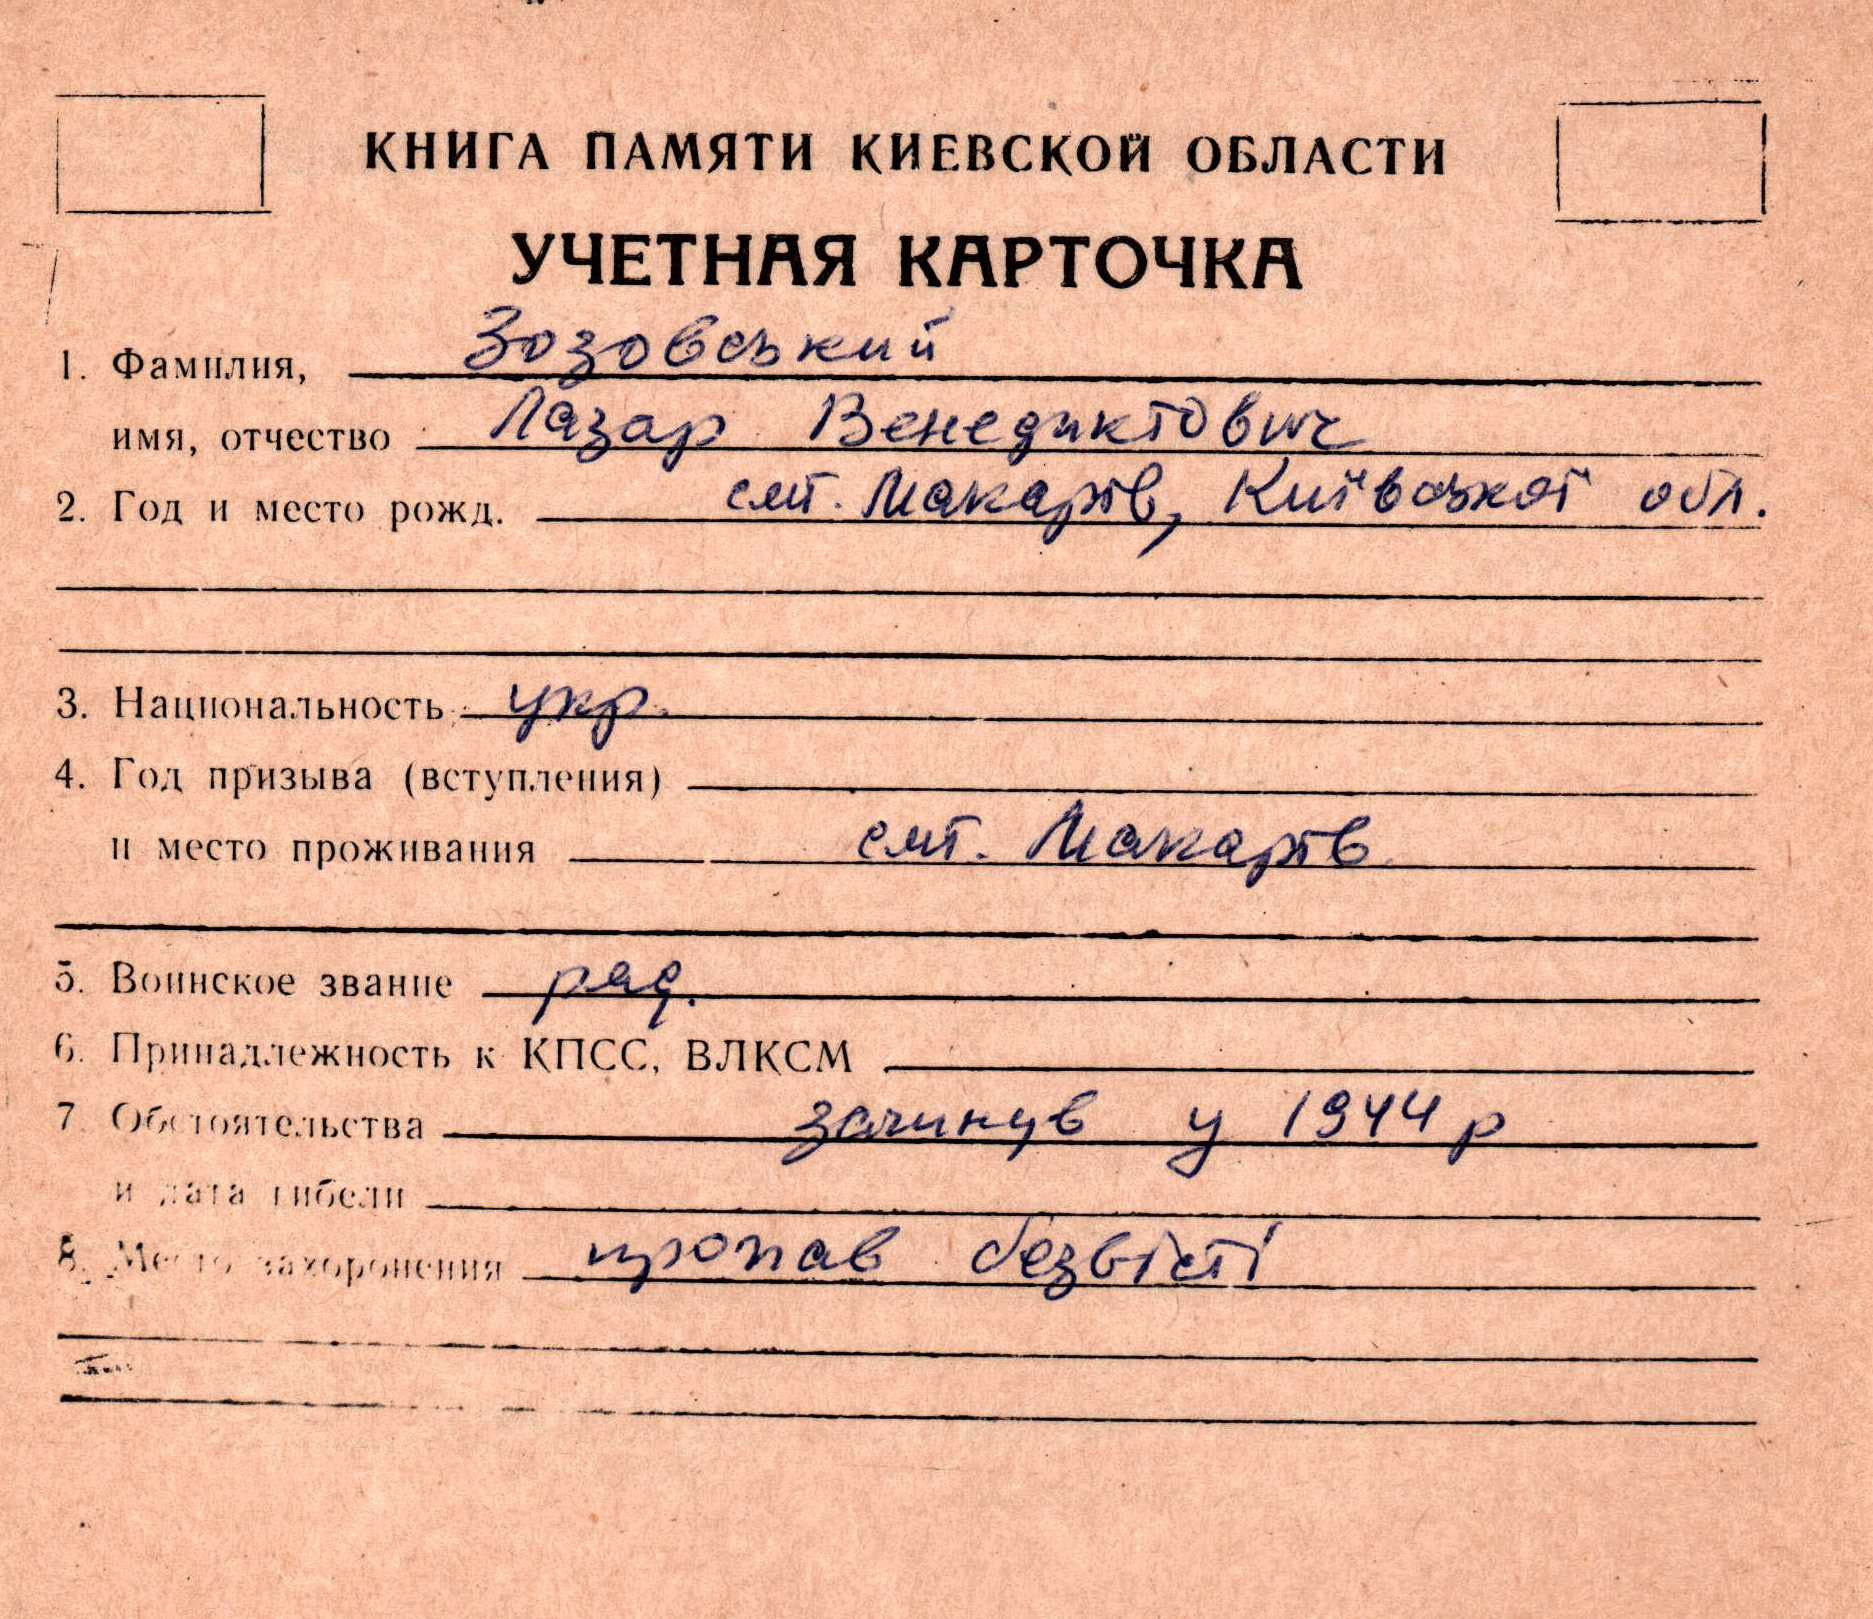 КНИГА ПАМЯТИ КИЕВСКОЙ ОБЛАСТИ
УЧЕТНАЯ КАРТОЧКА
1. Фамилия, Зозовський
имя, отчество Лазар Венедиктович
2. Год и место рожд. смт. Макарів, Київської обл.
3. Национальность укр.
4. Год призыва (вступления)
и место проживания смт. Макарів
5. Воинское звание ряд.
6. Принадлежность к КПСС, ВЛКСМ
7. Обстоятельства загинув у 1944 р
и дата гибели
8. Место захоронения пропав безвісті